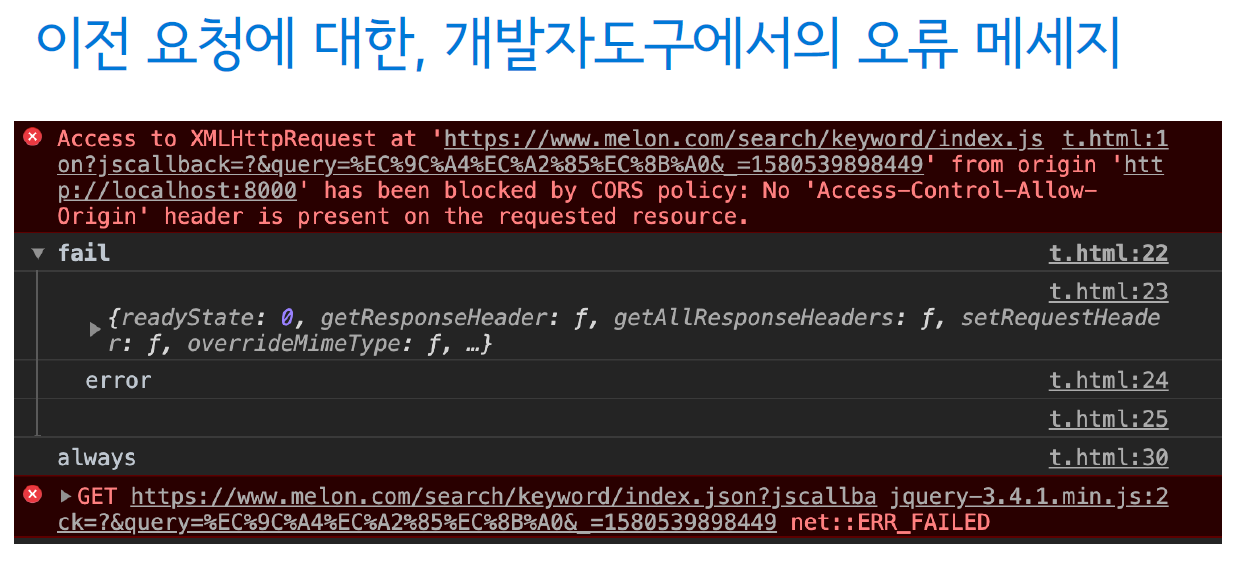 이전 요청에 대한, 개발자도구에서의 오류 메세지
Access to XMLHttpRequest at 'https://www.melon.com/search/keyword/index.js t.html:1
on?jscallback=?&query=%EC%9C%A4%EC%A2%85%EC%8B%A0&_=1580539898449' from origin 'htt
p://localhost:8000' has been blocked by CORS policy: No 'Access-Control-Allow-
Origin' header is present on the requested resource.
fail t.html:22
t.html:23
{readyState: 0, getResponseHeader: ƒ, getAllResponseHeaders: ƒ, setRequestHeade
r: ƒ, overrideMimeType: ƒ, …}
error t.html:24
t.html:25
always t.html:30
GET https://www.melon.com/search/keyword/index.json?jscallba jquery-3.4.1.min.js:2
ck=?&query=%EC%9C%A4%EC%A2%85%EC%8B%A0&_=1580539898449 net::ERR_FAILED